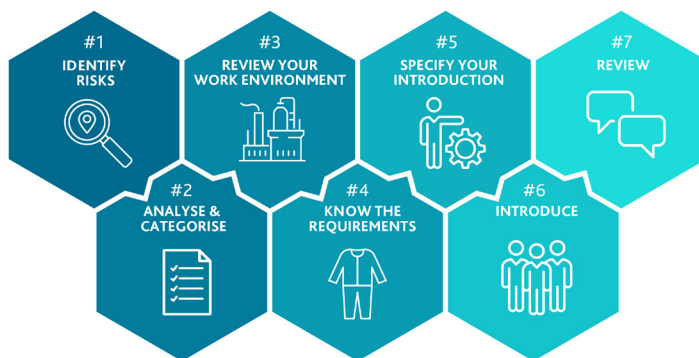 #1
IDENTIFY
RISKS
#2
ANALYSE &
CATEGORISE
#3
REVIEW YOUR
WORK ENVIRONMENT
#4
KNOW THE
REQUIREMENTS
#5
SPECIFY YOUR
INTRODUCTION
#6
INTRODUCE
#7
REVIEW